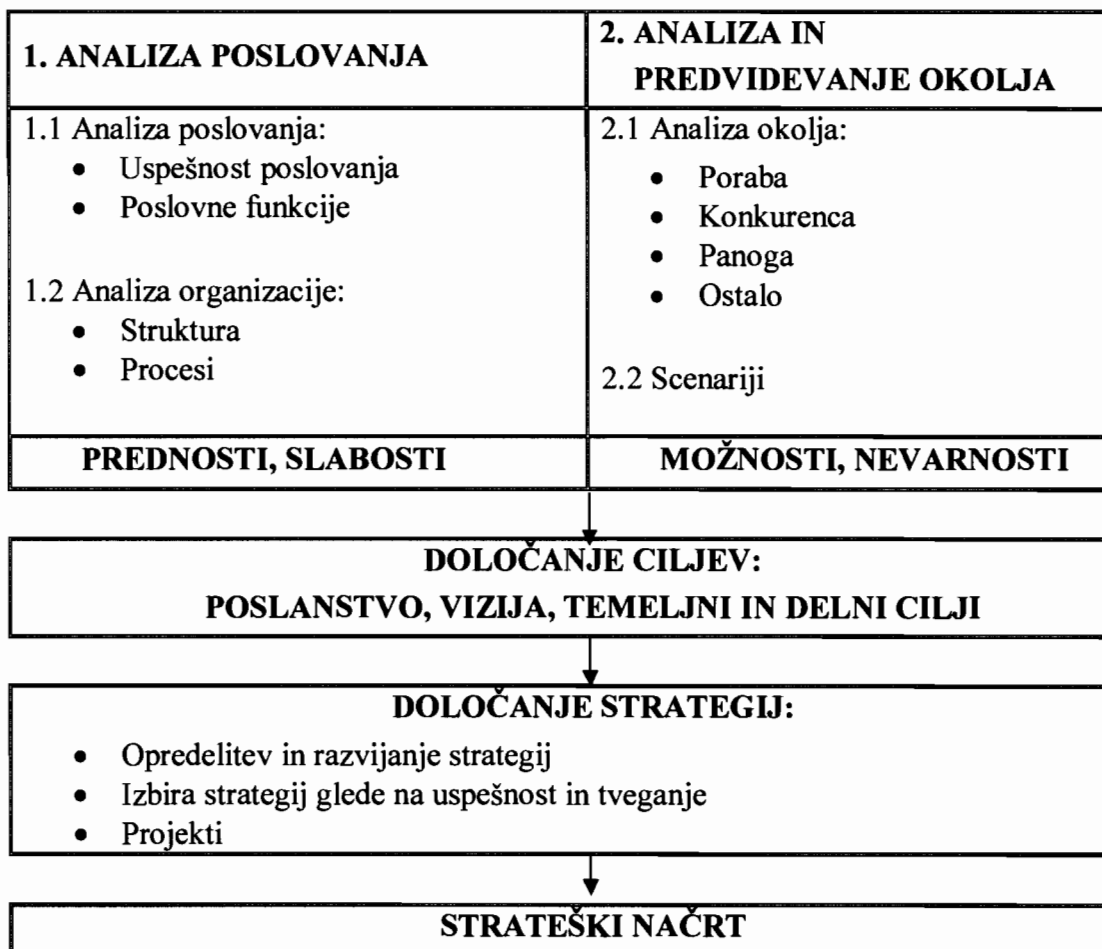 1. ANALIZA POSLOVANJA
2. ANALIZA IN
PREDVIDEVANJE OKOLJA
1.1 Analiza poslovanja:
• Uspešnost poslovanja
• Poslovne funkcije
1.2 Analiza organizacije:
• Struktura
• Procesi
2.1 Analiza okolja:
• Poraba
• Konkurenca
• Panoga
• Ostalo
2.2 Scenariji
PREDNOSTI, SLABOSTI
MOŽNOSTI, NEVARNOSTI
DOLOČANJE CILJEV:
POSLANSTVO, VIZIJA, TEMELJNI IN DELNI CILJI
DOLOČANJE STRATEGIJ:
• Opredelitev in razvijanje strategij
• Izbira strategij glede na uspešnost in tveganje
• Projekti
STRATEŠKI NAČRT